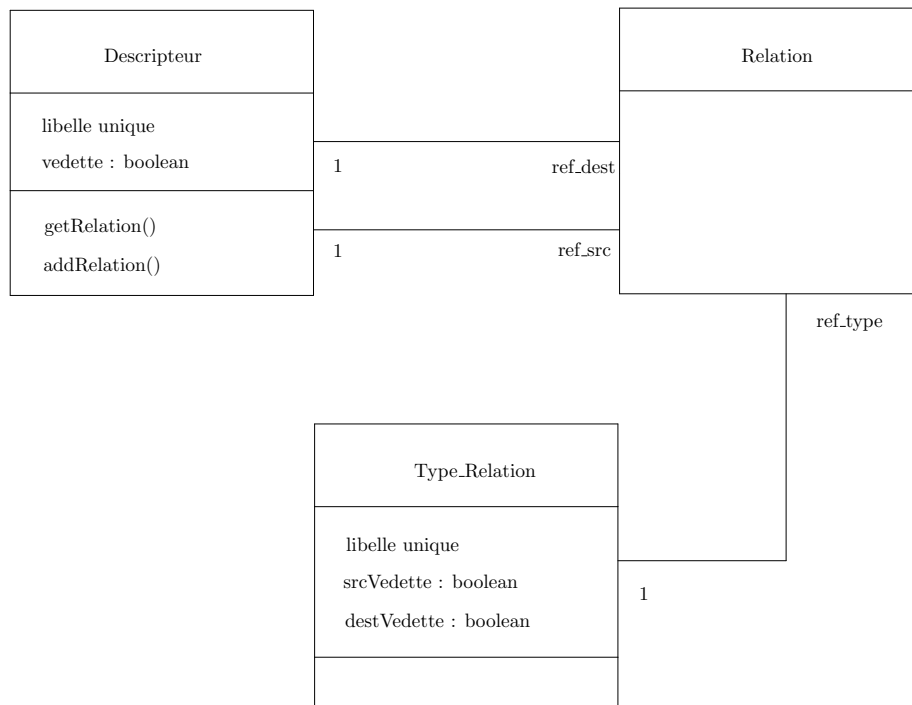 Descripteur
Relation
libelle unique
vedette : boolean
1
ref_dest
getRelation()
addRelation()
1
ref_src
ref_type
Type_Relation
libelle unique
srcVedette : boolean
destVedette : boolean
1